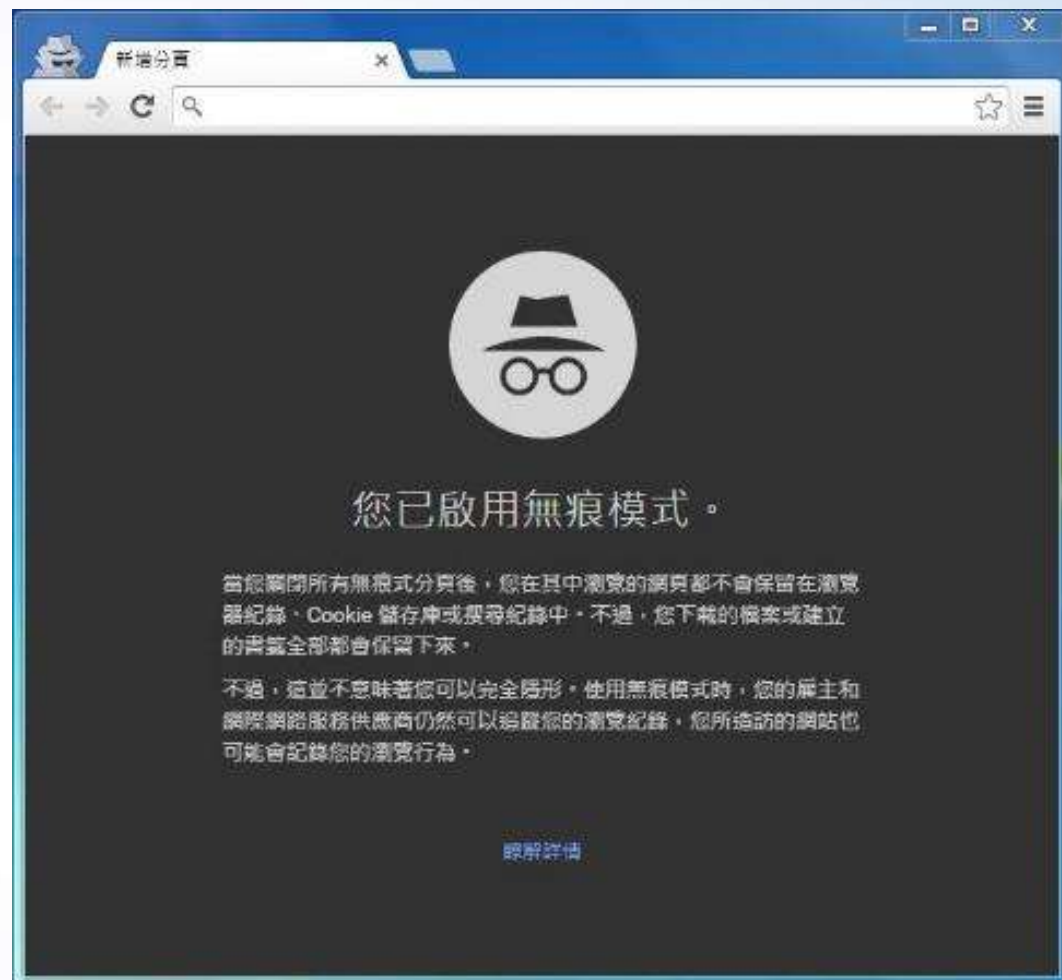 新增分頁
您已啟用無痕模式。
當您關閉所有無痕式分頁後，您在其中瀏覽的網頁都不會保留在瀏覽
器紀錄、Cookie 儲存庫或搜尋紀錄中。不過，您下載的檔案或建立
的書籤全部都會保留下來。
不過，這並不意味著您可以完全隱形。使用無痕模式時，您的雇主和
網際網路服務供應商仍然可以追蹤您的瀏覽紀錄，您所造訪的網站也
可能會記錄您的瀏覽行為。
瞭解詳情